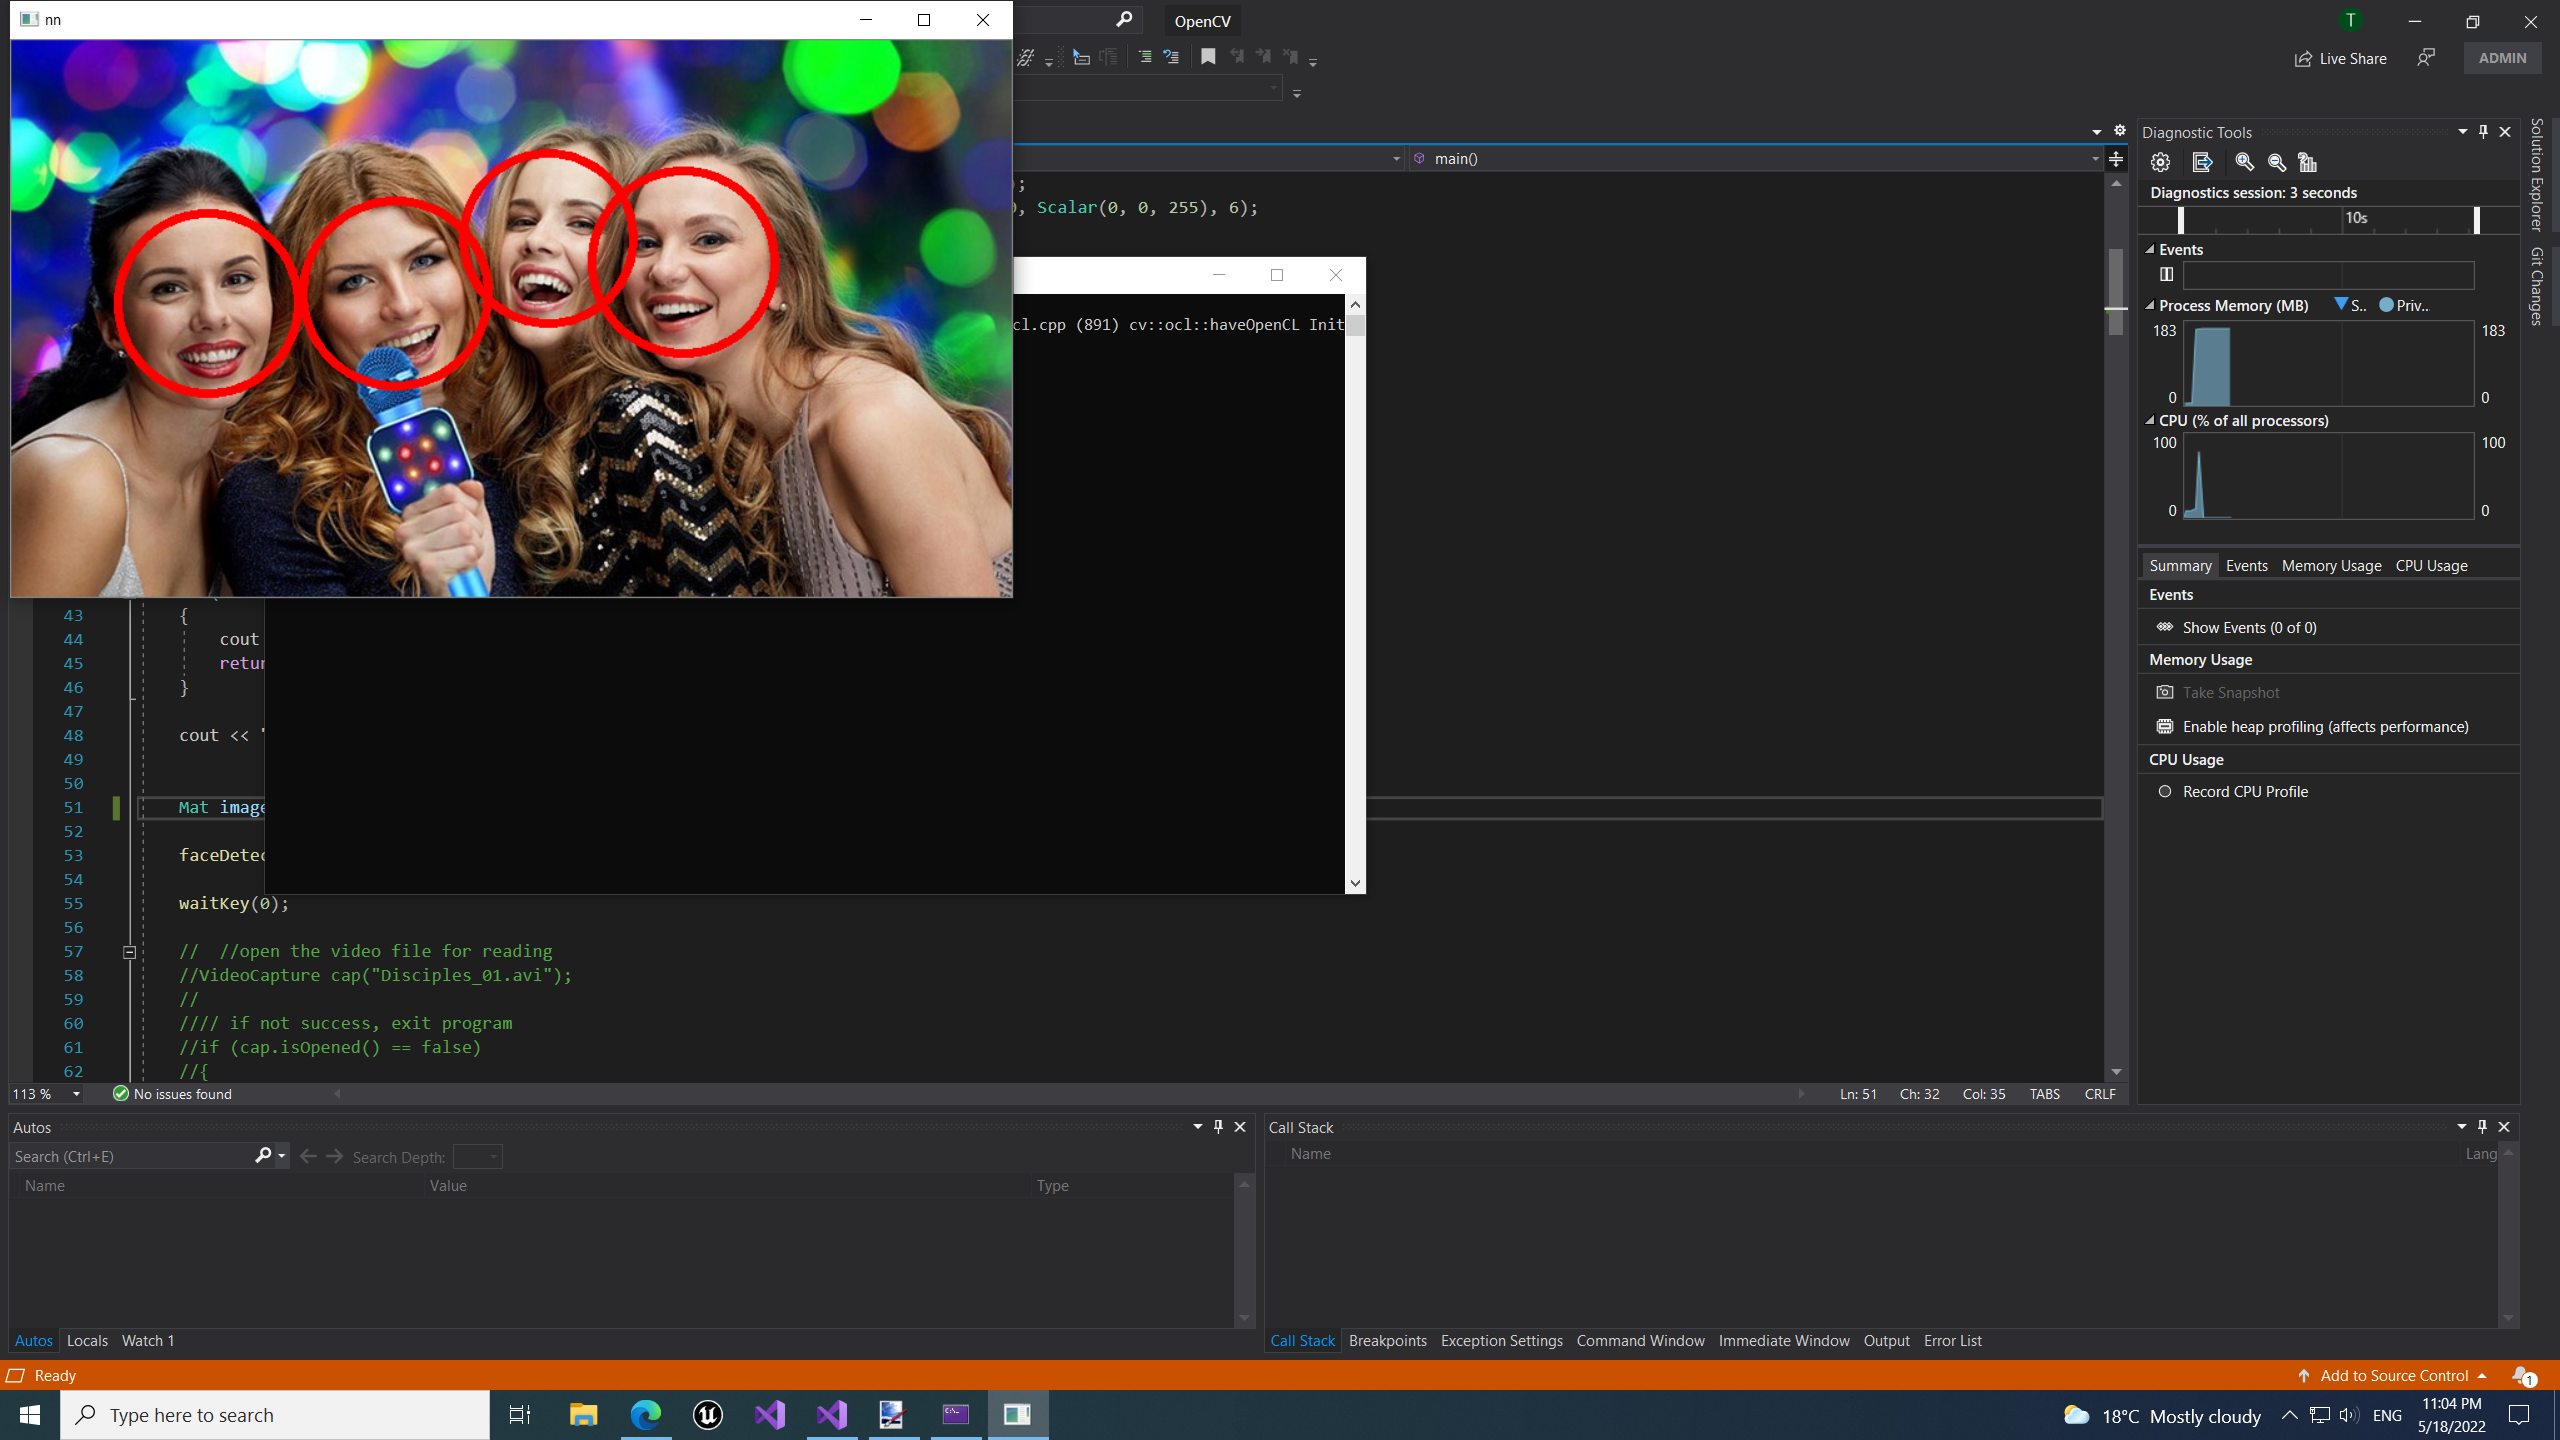 nn
OpenCV
T
Live Share
ADMIN
main()
);
, Scalar(0, 0, 255), 6);
cl.cpp (891) cv::ocl::haveOpenCL Init
43 {
44 cout
45 retur
46 }
47
48 cout << "
49
50
51 Mat image
52
53 faceDetec
54
55 waitKey(0);
56
57 // //open the video file for reading
58 //VideoCapture cap("Disciples_01.avi");
59 //
60 //// if not success, exit program
61 //if (cap.isOpened() == false)
62 //{
113 %
No issues found
Ln: 51 Ch: 32 Col: 35 TABS CRLF
Diagnostic Tools
Diagnostics session: 3 seconds
10s
Events
Process Memory (MB) S.. Priv...
183 183
0 0
CPU (% of all processors)
100 100
0 0
Summary Events Memory Usage CPU Usage
Events
Show Events (0 of 0)
Memory Usage
Take Snapshot
Enable heap profiling (affects performance)
CPU Usage
Record CPU Profile
Solution Explorer
Git Changes
Autos
Search (Ctrl+E)
Search Depth:
Name Value Type
Autos Locals Watch 1
Call Stack
Name Lang
Call Stack Breakpoints Exception Settings Command Window Immediate Window Output Error List
Ready
Add to Source Control
1
Type here to search
18°C Mostly cloudy
ENG
11:04 PM
5/18/2022